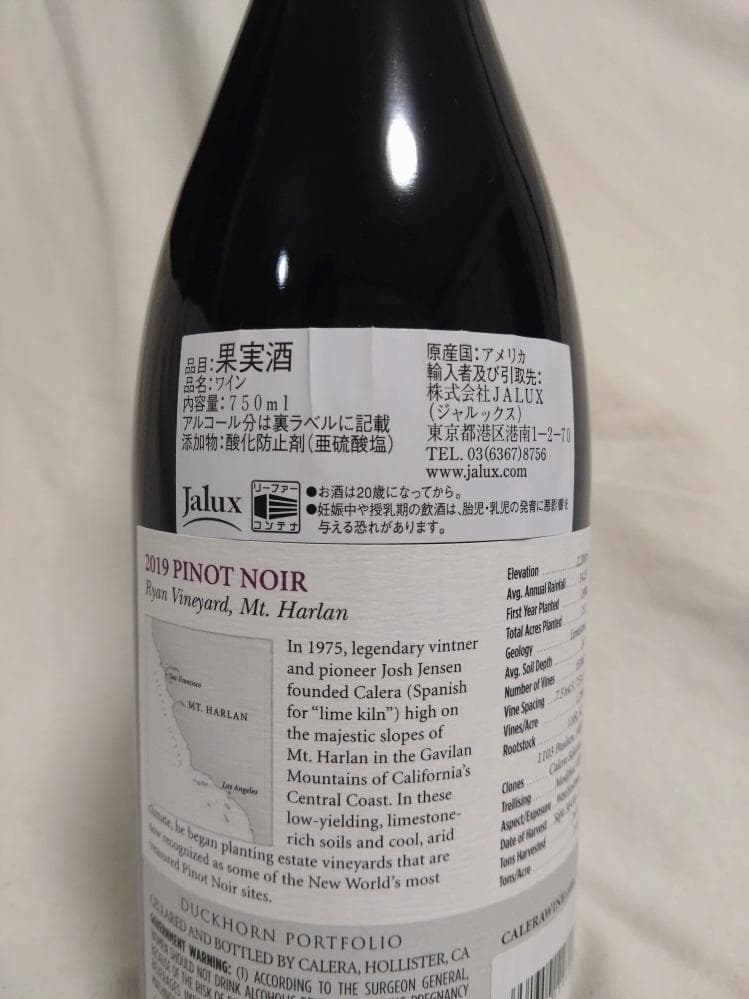 品目:果実酒
品名:ワイン
内容量:750ml
アルコール分は裏ラベルに記載
添加物:酸化防止剤(亜硫酸塩)
原産国:アメリカ
輸入者及び引取先:
株式会社JALUX
(ジャルックス)
東京都港区港南1-2-70
TEL. 03(6367)8756
www.jalux.com
Jalux
リーファー
コンテナ
●お酒は20歳になってから。
●妊娠中や授乳期の飲酒は、胎児・乳児の発育に悪影響を
与える恐れがあります。
2019 PINOT NOIR
Ryan Vineyard, Mt. Harlan
San Francisco
MT. HARLAN
Los Angeles
In 1975, legendary vintner
and pioneer Josh Jensen
founded Calera (Spanish
for “lime kiln”) high on
the majestic slopes of
Mt. Harlan in the Gavilan
Mountains of California’s
Central Coast. In these
low-yielding, limestone-
rich soils and cool, arid
climate, he began planting estate vineyards that are
now recognized as some of the New World’s most
treasured Pinot Noir sites.
Elevation
Avg. Annual Rainfall
First Year Planted
Total Acres Planted
Geology
Avg. Soil Depth
Number of Vines
Vine Spacing
Vines/Acre
Rootstock
Clones
Trellising
Aspect/Exposure
Date of Harvest
Tons Harvested
Tons/Acre
DUCKHORN PORTFOLIO
CELLARED AND BOTTLED BY CALERA, HOLLISTER, CA
GOVERNMENT WARNING: (1) ACCORDING TO THE SURGEON GENERAL,
WOMEN SHOULD NOT DRINK ALCOHOLIC
PREGNANCY
BECAUSE OF THE RISK OF
CALERAWINE